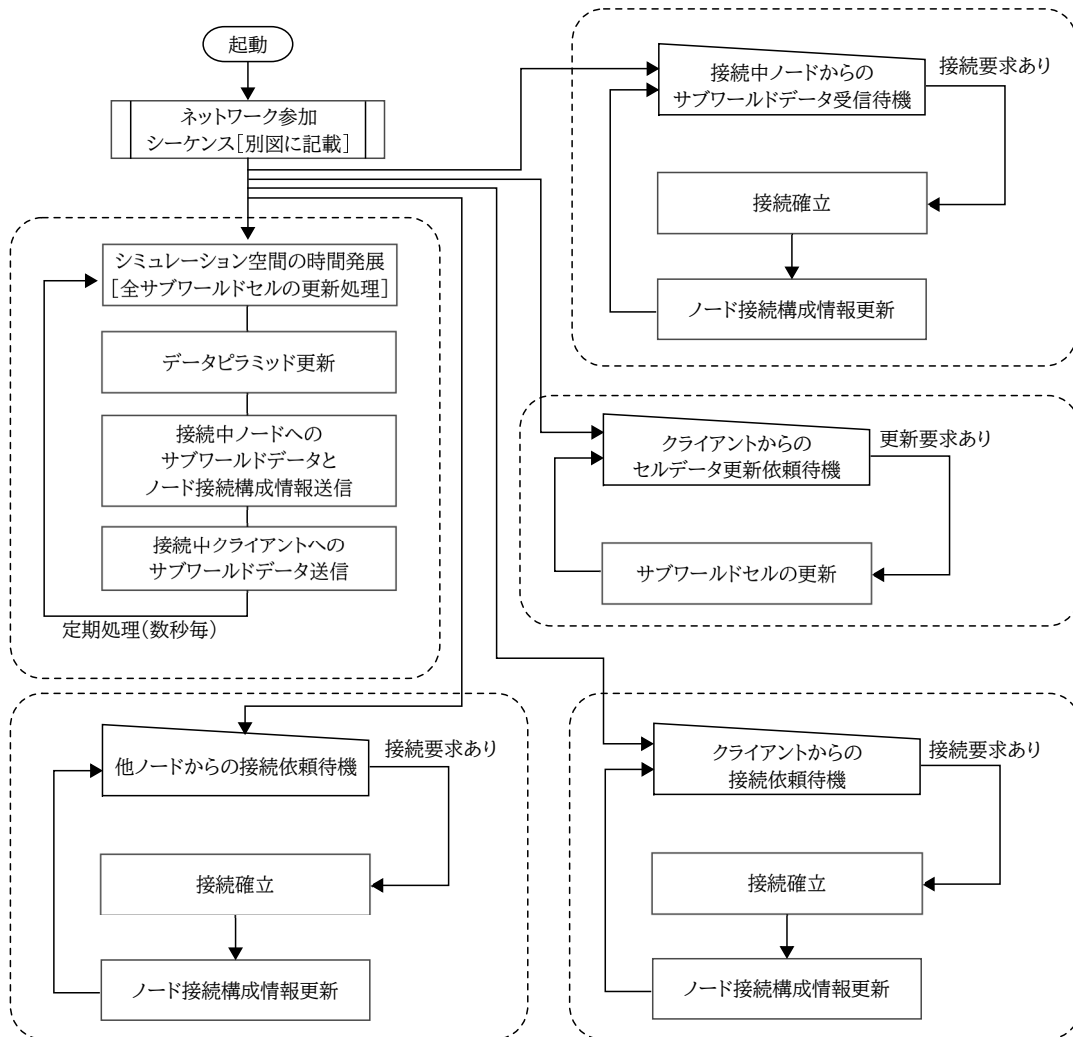 起動
ネットワーク参加
シーケンス[別図に記載]
シミュレーション空間の時間発展
[全サブワールドセルの更新処理]
データピラミッド更新
接続中ノードへの
サブワールドデータと
ノード接続構成情報送信
接続中クライアントへの
サブワールドデータ送信
定期処理(数秒毎)
接続中ノードからの
サブワールドデータ受信待機
接続要求あり
接続確立
ノード接続構成情報更新
クライアントからの
セルデータ更新依頼待機
更新要求あり
サブワールドセルの更新
他ノードからの接続依頼待機
接続要求あり
接続確立
ノード接続構成情報更新
クライアントからの
接続依頼待機
接続要求あり
接続確立
ノード接続構成情報更新